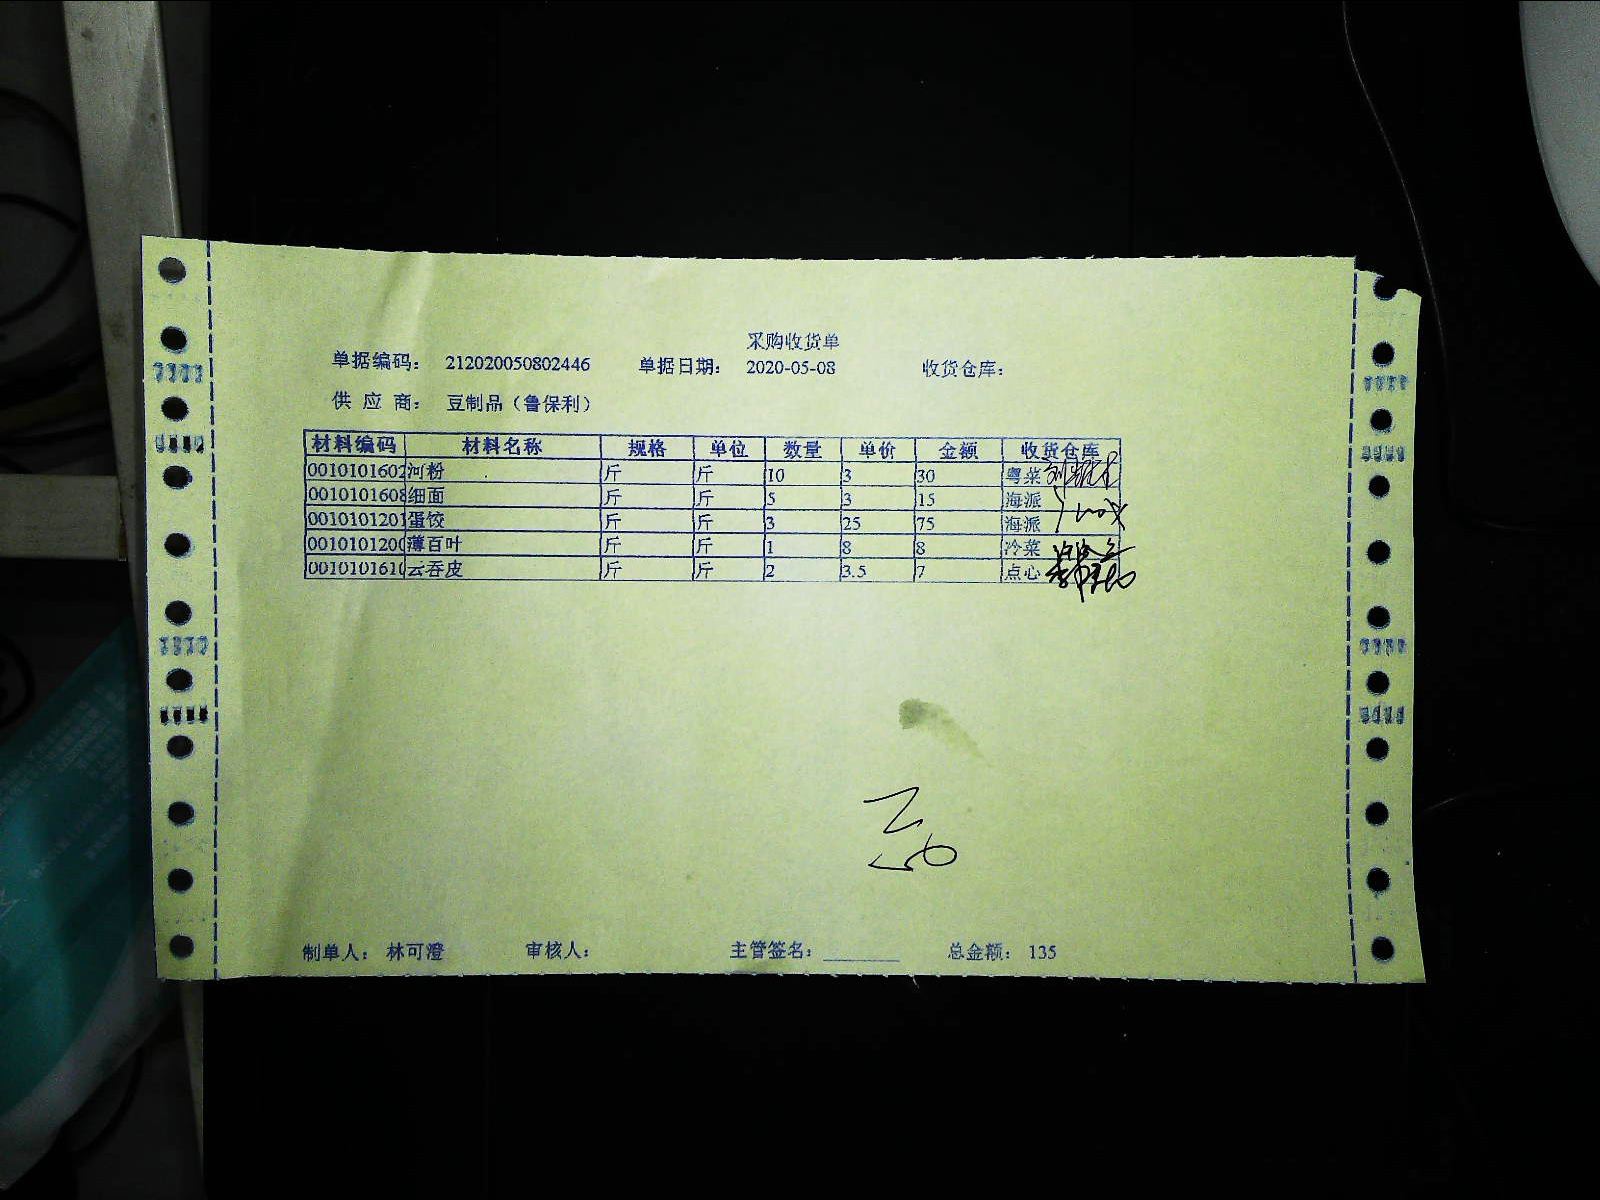 采购收货单
单据编码： 212020050802446 单据日期： 2020-05-08 收货仓库：
供 应 商： 豆制品（鲁保利）
材料编码 材料名称 规格 单位 数量 单价 金额 收货仓库
0010101602 河粉 斤 斤 10 3 30 粤菜
0010101608 细面 斤 斤 5 3 15 海派
0010101201 蛋饺 斤 斤 3 25 75 海派
0010101200 薄百叶 斤 斤 1 8 8 冷菜
0010101610 云吞皮 斤 斤 2 3.5 7 点心
制单人： 林可澄 审核人： 主管签名： 总金额： 135